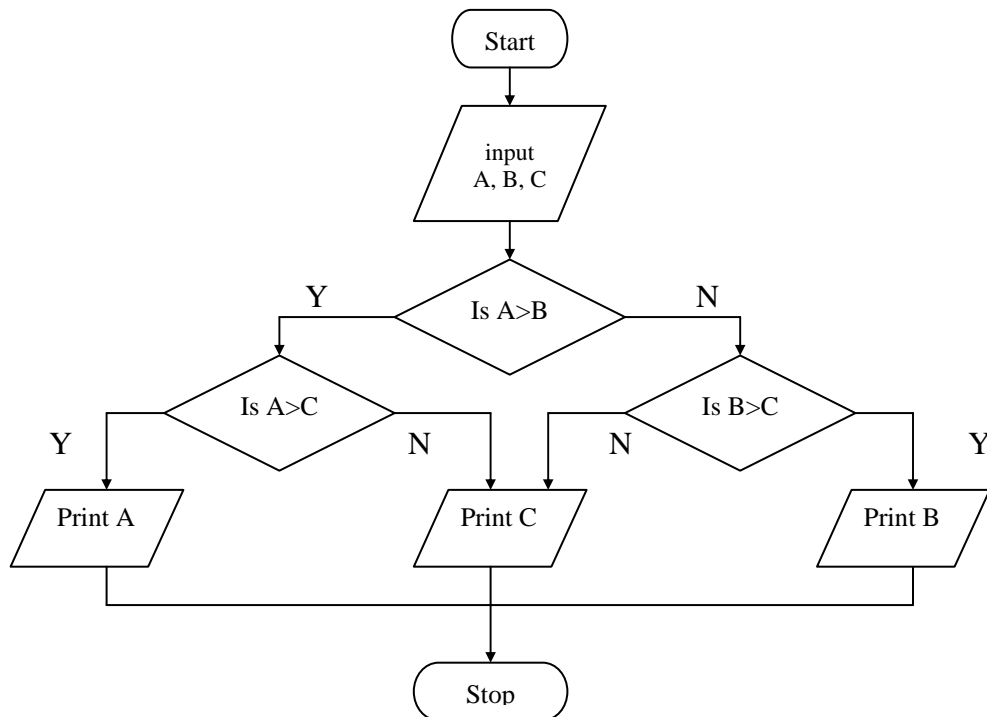 Start
input
A, B, C
Is A>B
Y
N
Is A>C
Is B>C
Y
N
N
Y
Print A
Print C
Print B
Stop